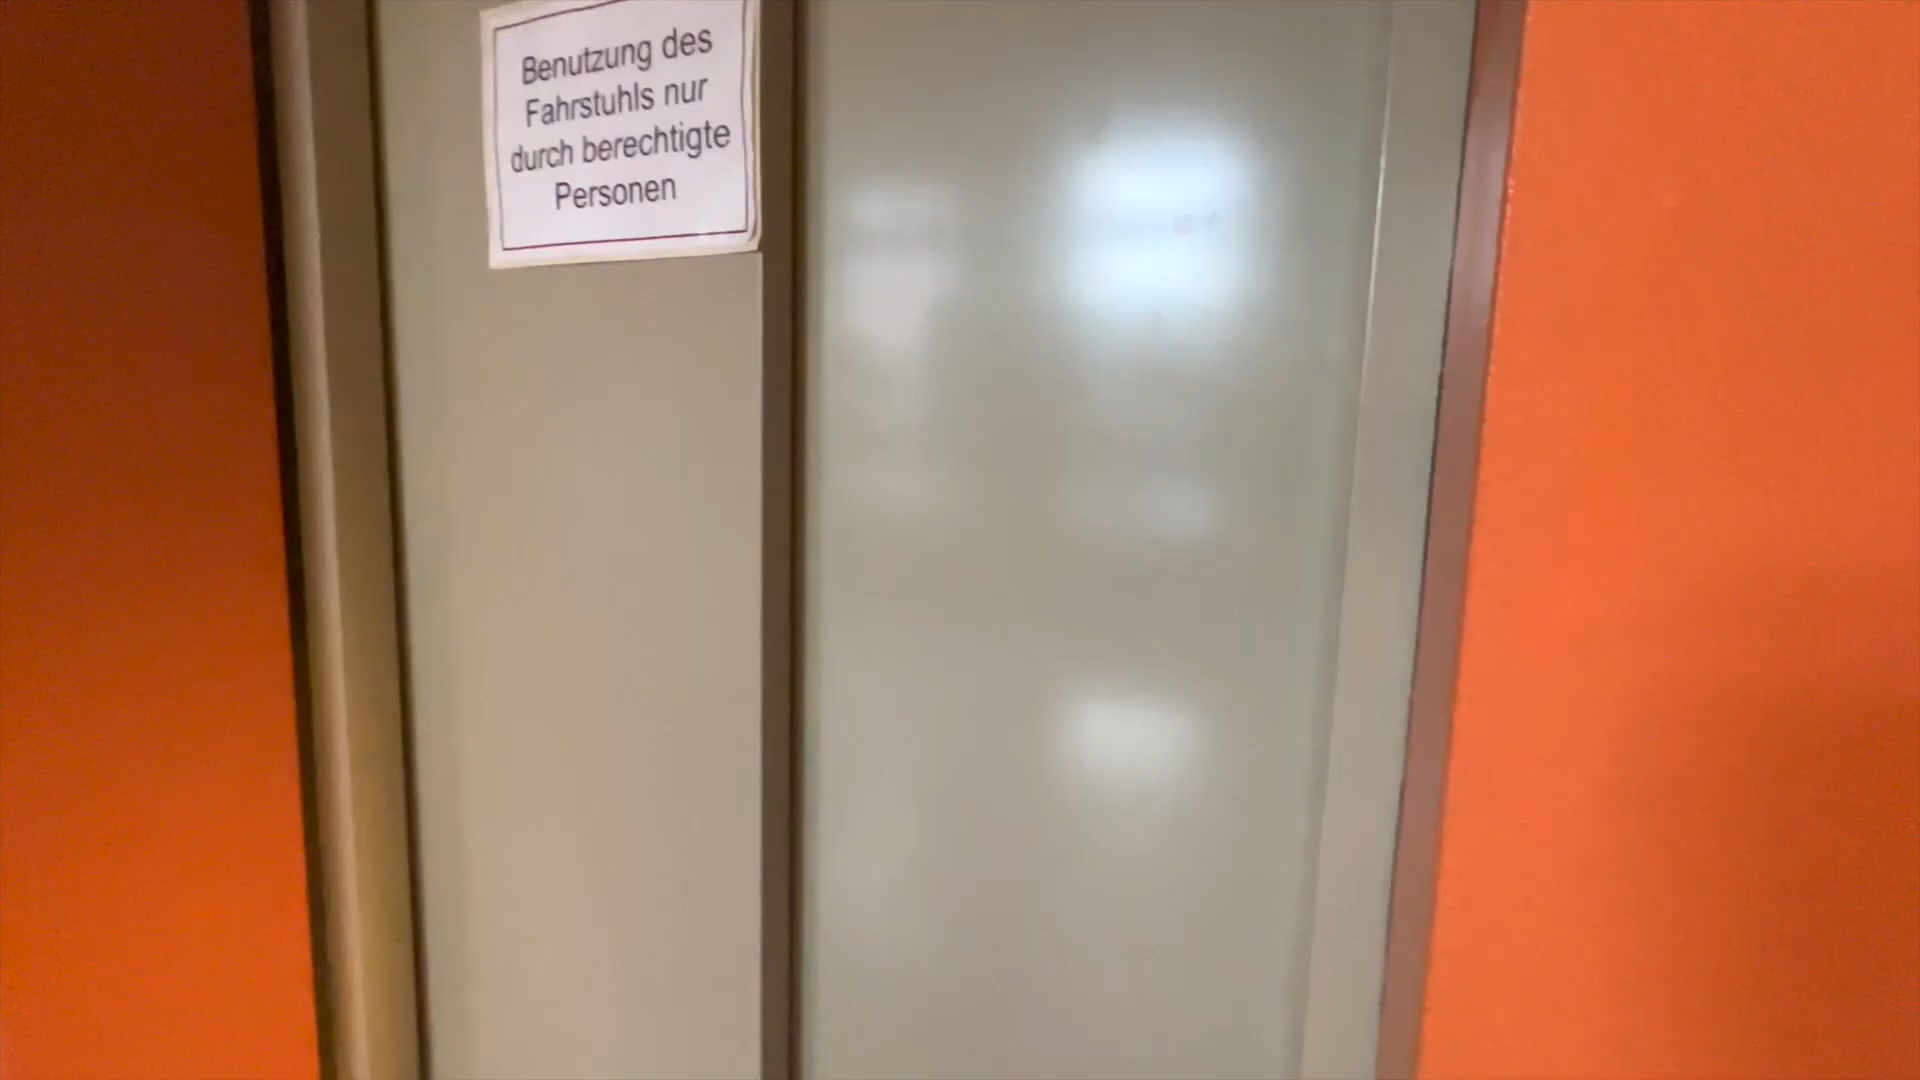 Benutzung des
Fahrstuhls nur
durch berechtigte
Personen